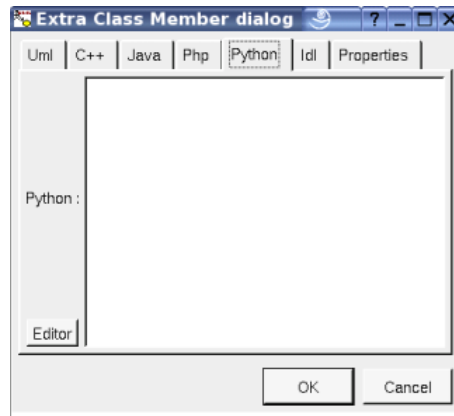 Extra Class Member dialog
Uml C++ Java Php Python Idl Properties
Python :
Editor
OK Cancel